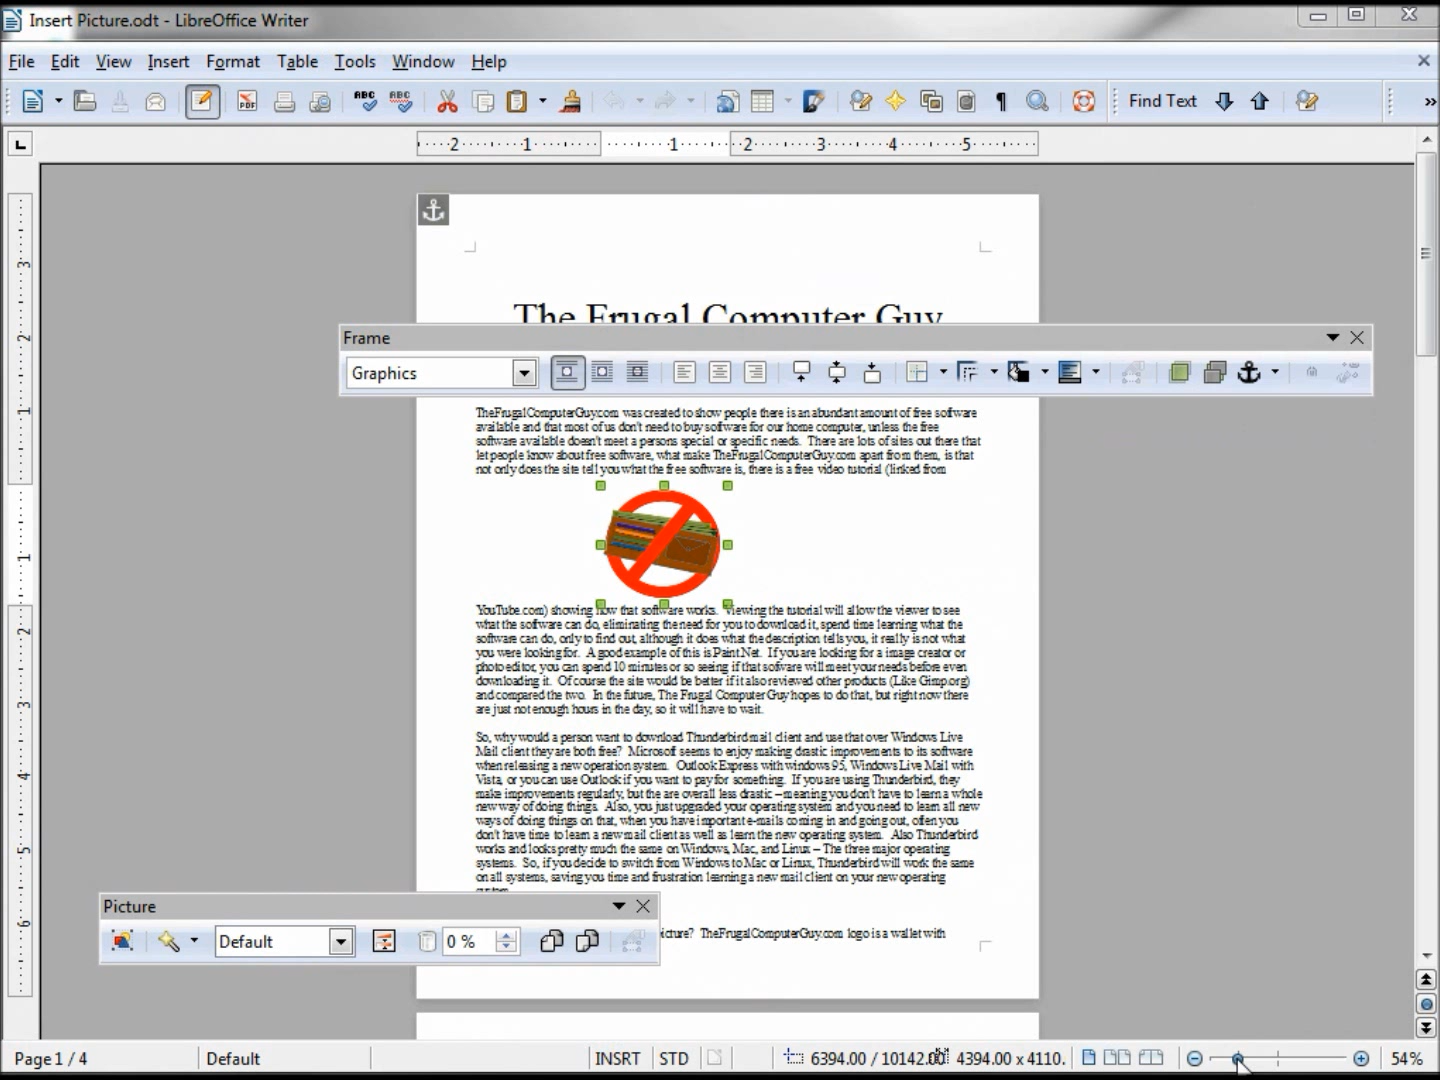 Insert Picture.odt - LibreOffice Writer
File Edit View Insert Format Table Tools Window Help
Find Text
2 1 1 2 3 4 5
The Frugal Computer Guy
Frame
Graphics
TheFrugalComputerGuy.com was created to show people there is an abundant amount of free software
available and that most of us don't need to buy software for our home computer, unless the free
software available doesn't meet a persons special or specific needs. There are lots of sites out there that
let people know about free software, what make TheFrugalComputerGuy.com apart from them, is that
not only does the site tell you what the free software is, there is a free video tutorial (linked from
YouTube.com) showing how that software works. Viewing the tutorial will allow the viewer to see
what the software can do, eliminating the need for you to download it, spend time learning what the
software can do, only to find out, although it does what the description tells you, it really is not what
you were looking for. A good example of this is Paint.Net. If you are looking for a image creator or
photo editor, you can spend 10 minutes or so seeing if that sofware will meet your needs before even
downloading it. Of course the site would be better if it also reviewed other products (Like Gimp.org)
and compared the two. In the future, The Frugal Computer Guy hopes to do that, but right now there
are just not enough hours in the day, so it will have to wait.
So, why would a person want to download Thunderbird mail client and use that over Windows Live
Mail client they are both free? Microsoft seems to enjoy making drastic improvements to its software
when releasing a new operation system. Outlook Express with windows 95, Windows Live Mail with
Vista, or you can use Outlook if you want to pay for something. If you are using Thunderbird, they
make improvements regularly, but the are overall less drastic – meaning you don't have to learn a whole
new way of doing things. Also, you just upgraded your operating system and you need to learn all new
ways of doing things on that, when you have important e-mails coming in and going out, often you
don't have time to learn a new mail client as well as learn the new operating system. Also Thunderbird
works and looks pretty much the same on Windows, Mac, and Linux – The three major operating
systems. So, if you decide to switch from Windows to Mac or Linux, Thunderbird will work the same
on all systems, saving you time and frustration learning a new mail client on your new operating
Picture
Default 0 %
icture? TheFrugalComputerGuy.com logo is a wallet with
Page 1 / 4 Default INSRT STD 6394.00 / 10142.00 4394.00 x 4110. 54%